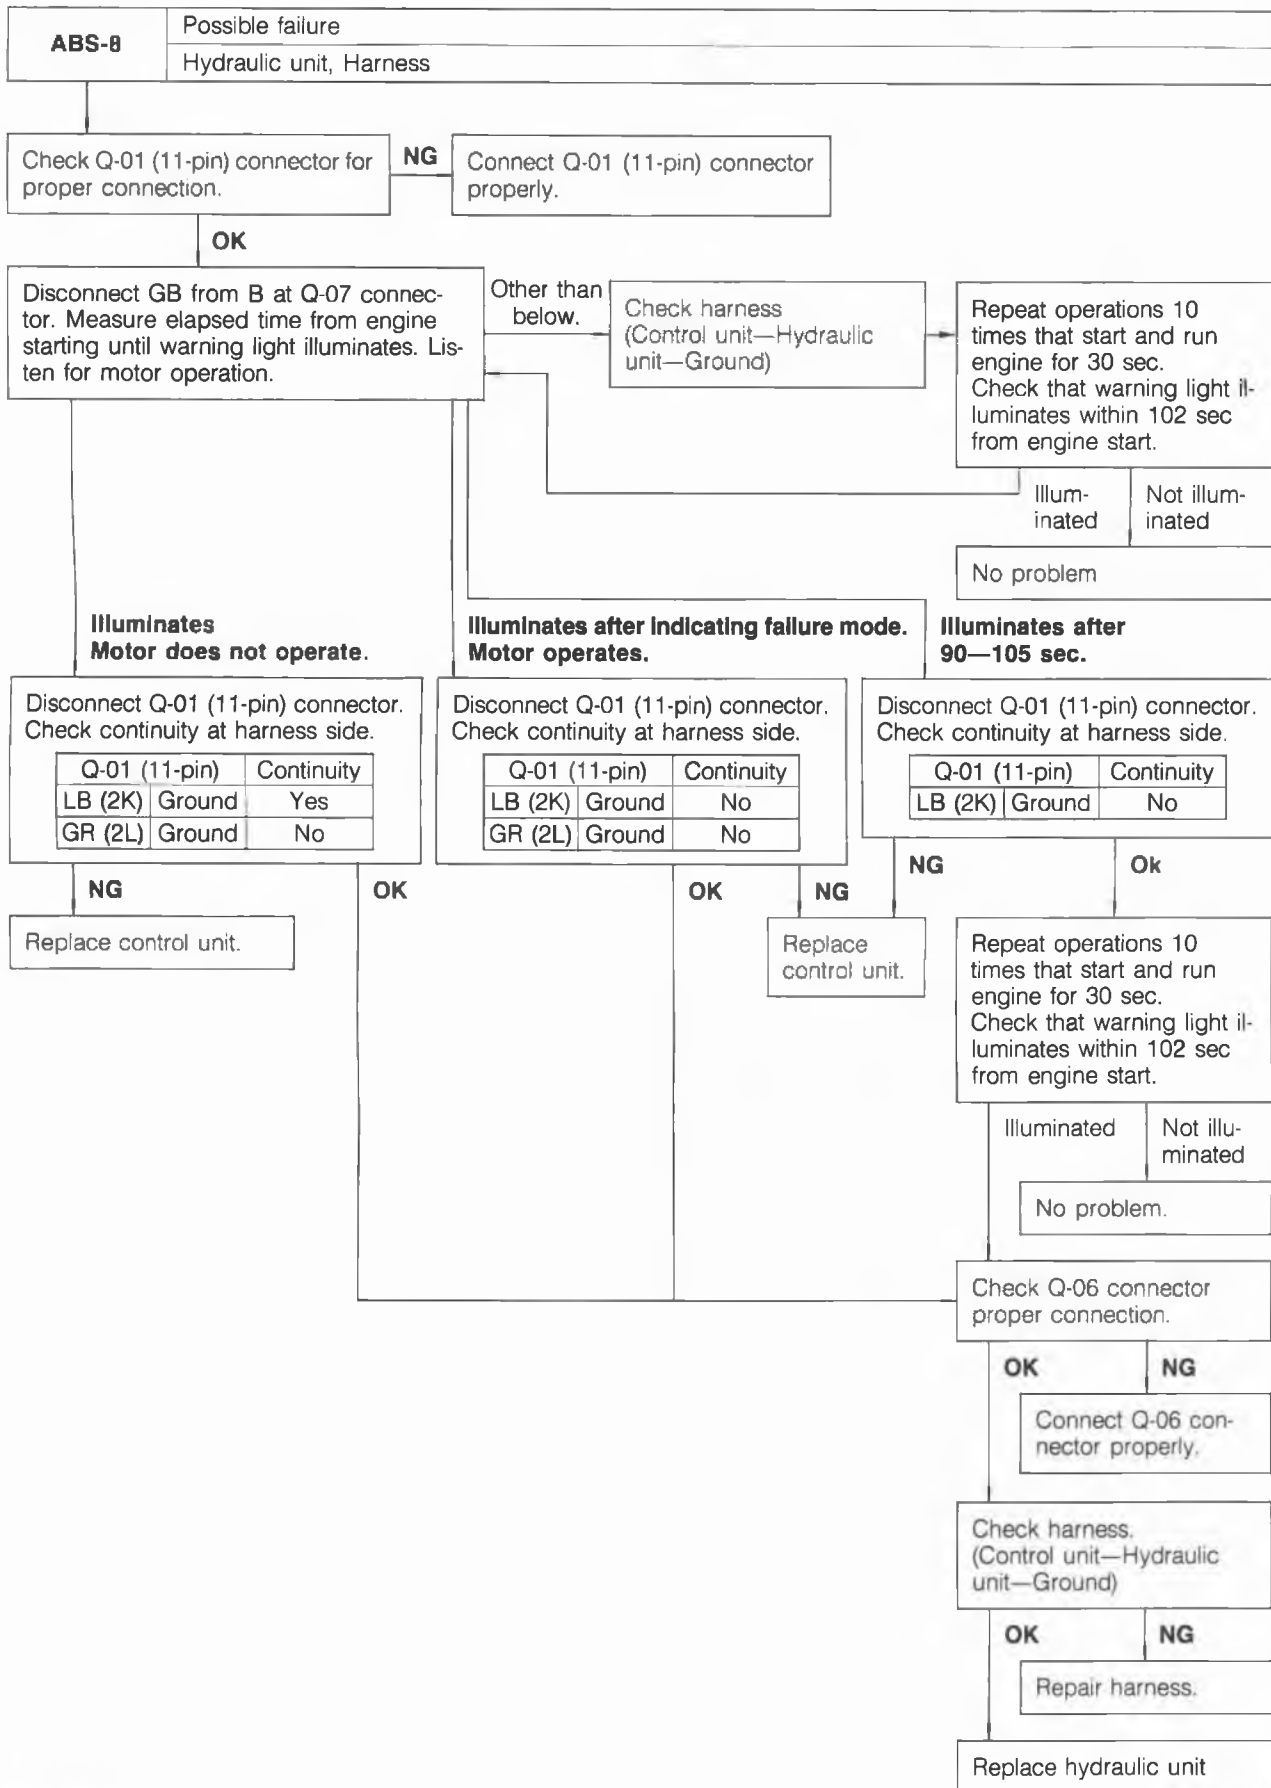 ABS-8
Possible failure
Hydraulic unit, Harness
Check Q-01 (11-pin) connector for
proper connection.
NG
Connect Q-01 (11-pin) connector
properly.
OK
Disconnect GB from B at Q-07 connec-
tor. Measure elapsed time from engine
starting until warning light illuminates. Lis-
ten for motor operation.
Other than
below.
Check harness
(Control unit—Hydraulic
unit—Ground)
Repeat operations 10
times that start and run
engine for 30 sec.
Check that warning light il-
luminates within 102 sec
from engine start.
Illum-
inated
Not illum-
inated
No problem
Illuminates
Motor does not operate.
Illuminates after indicating failure mode.
Motor operates.
Illuminates after
90—105 sec.
Disconnect Q-01 (11-pin) connector.
Check continuity at harness side.
Q-01 (11-pin) Continuity
LB (2K) Ground Yes
GR (2L) Ground No
Disconnect Q-01 (11-pin) connector.
Check continuity at harness side.
Q-01 (11-pin) Continuity
LB (2K) Ground No
GR (2L) Ground No
Disconnect Q-01 (11-pin) connector.
Check continuity at harness side.
Q-01 (11-pin) Continuity
LB (2K) Ground No
NG
OK
OK
NG
NG
Ok
Replace control unit.
Replace
control unit.
Repeat operations 10
times that start and run
engine for 30 sec.
Check that warning light il-
luminates within 102 sec
from engine start.
Illuminated
Not illu-
minated
No problem.
Check Q-06 connector
proper connection.
OK
NG
Connect Q-06 con-
nector properly.
Check harness.
(Control unit—Hydraulic
unit—Ground)
OK
NG
Repair harness.
Replace hydraulic unit